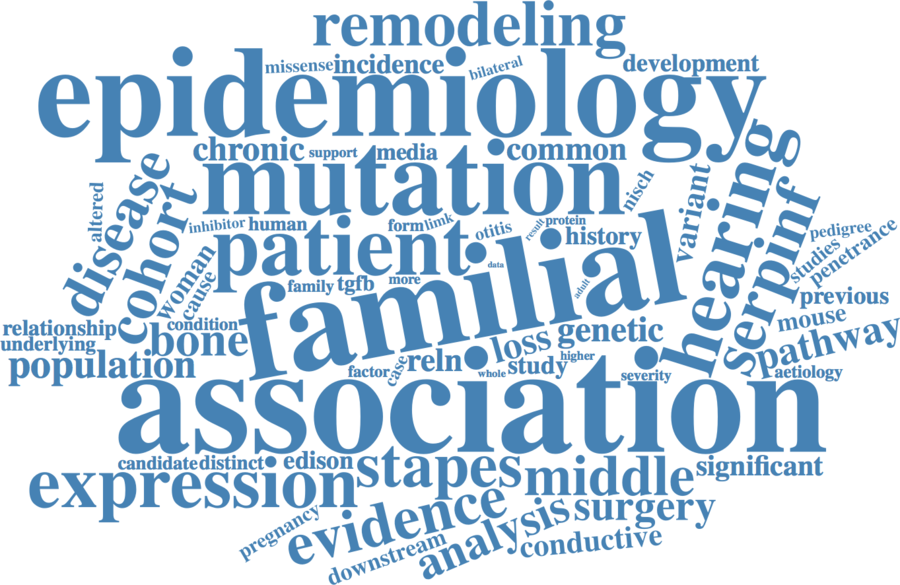 remodeling
missense incidence bilateral development
epidemiology
chronic support media common
mutation nisch
altered disease cohort
inhibitor human form link result protein
variant hearing serpinf
patient otitis history
woman cause
pedigree studies penetrance
family tgfb more data adult
familial
previous
mouse
pathway
aetiology
relationship
underlying
population
condition
bone
factor case reln loss genetic
whole study higher severity
association
candidate distinct edison stapes middle significant
expression
pregnancy evidence analysis surgery
downstream conductive